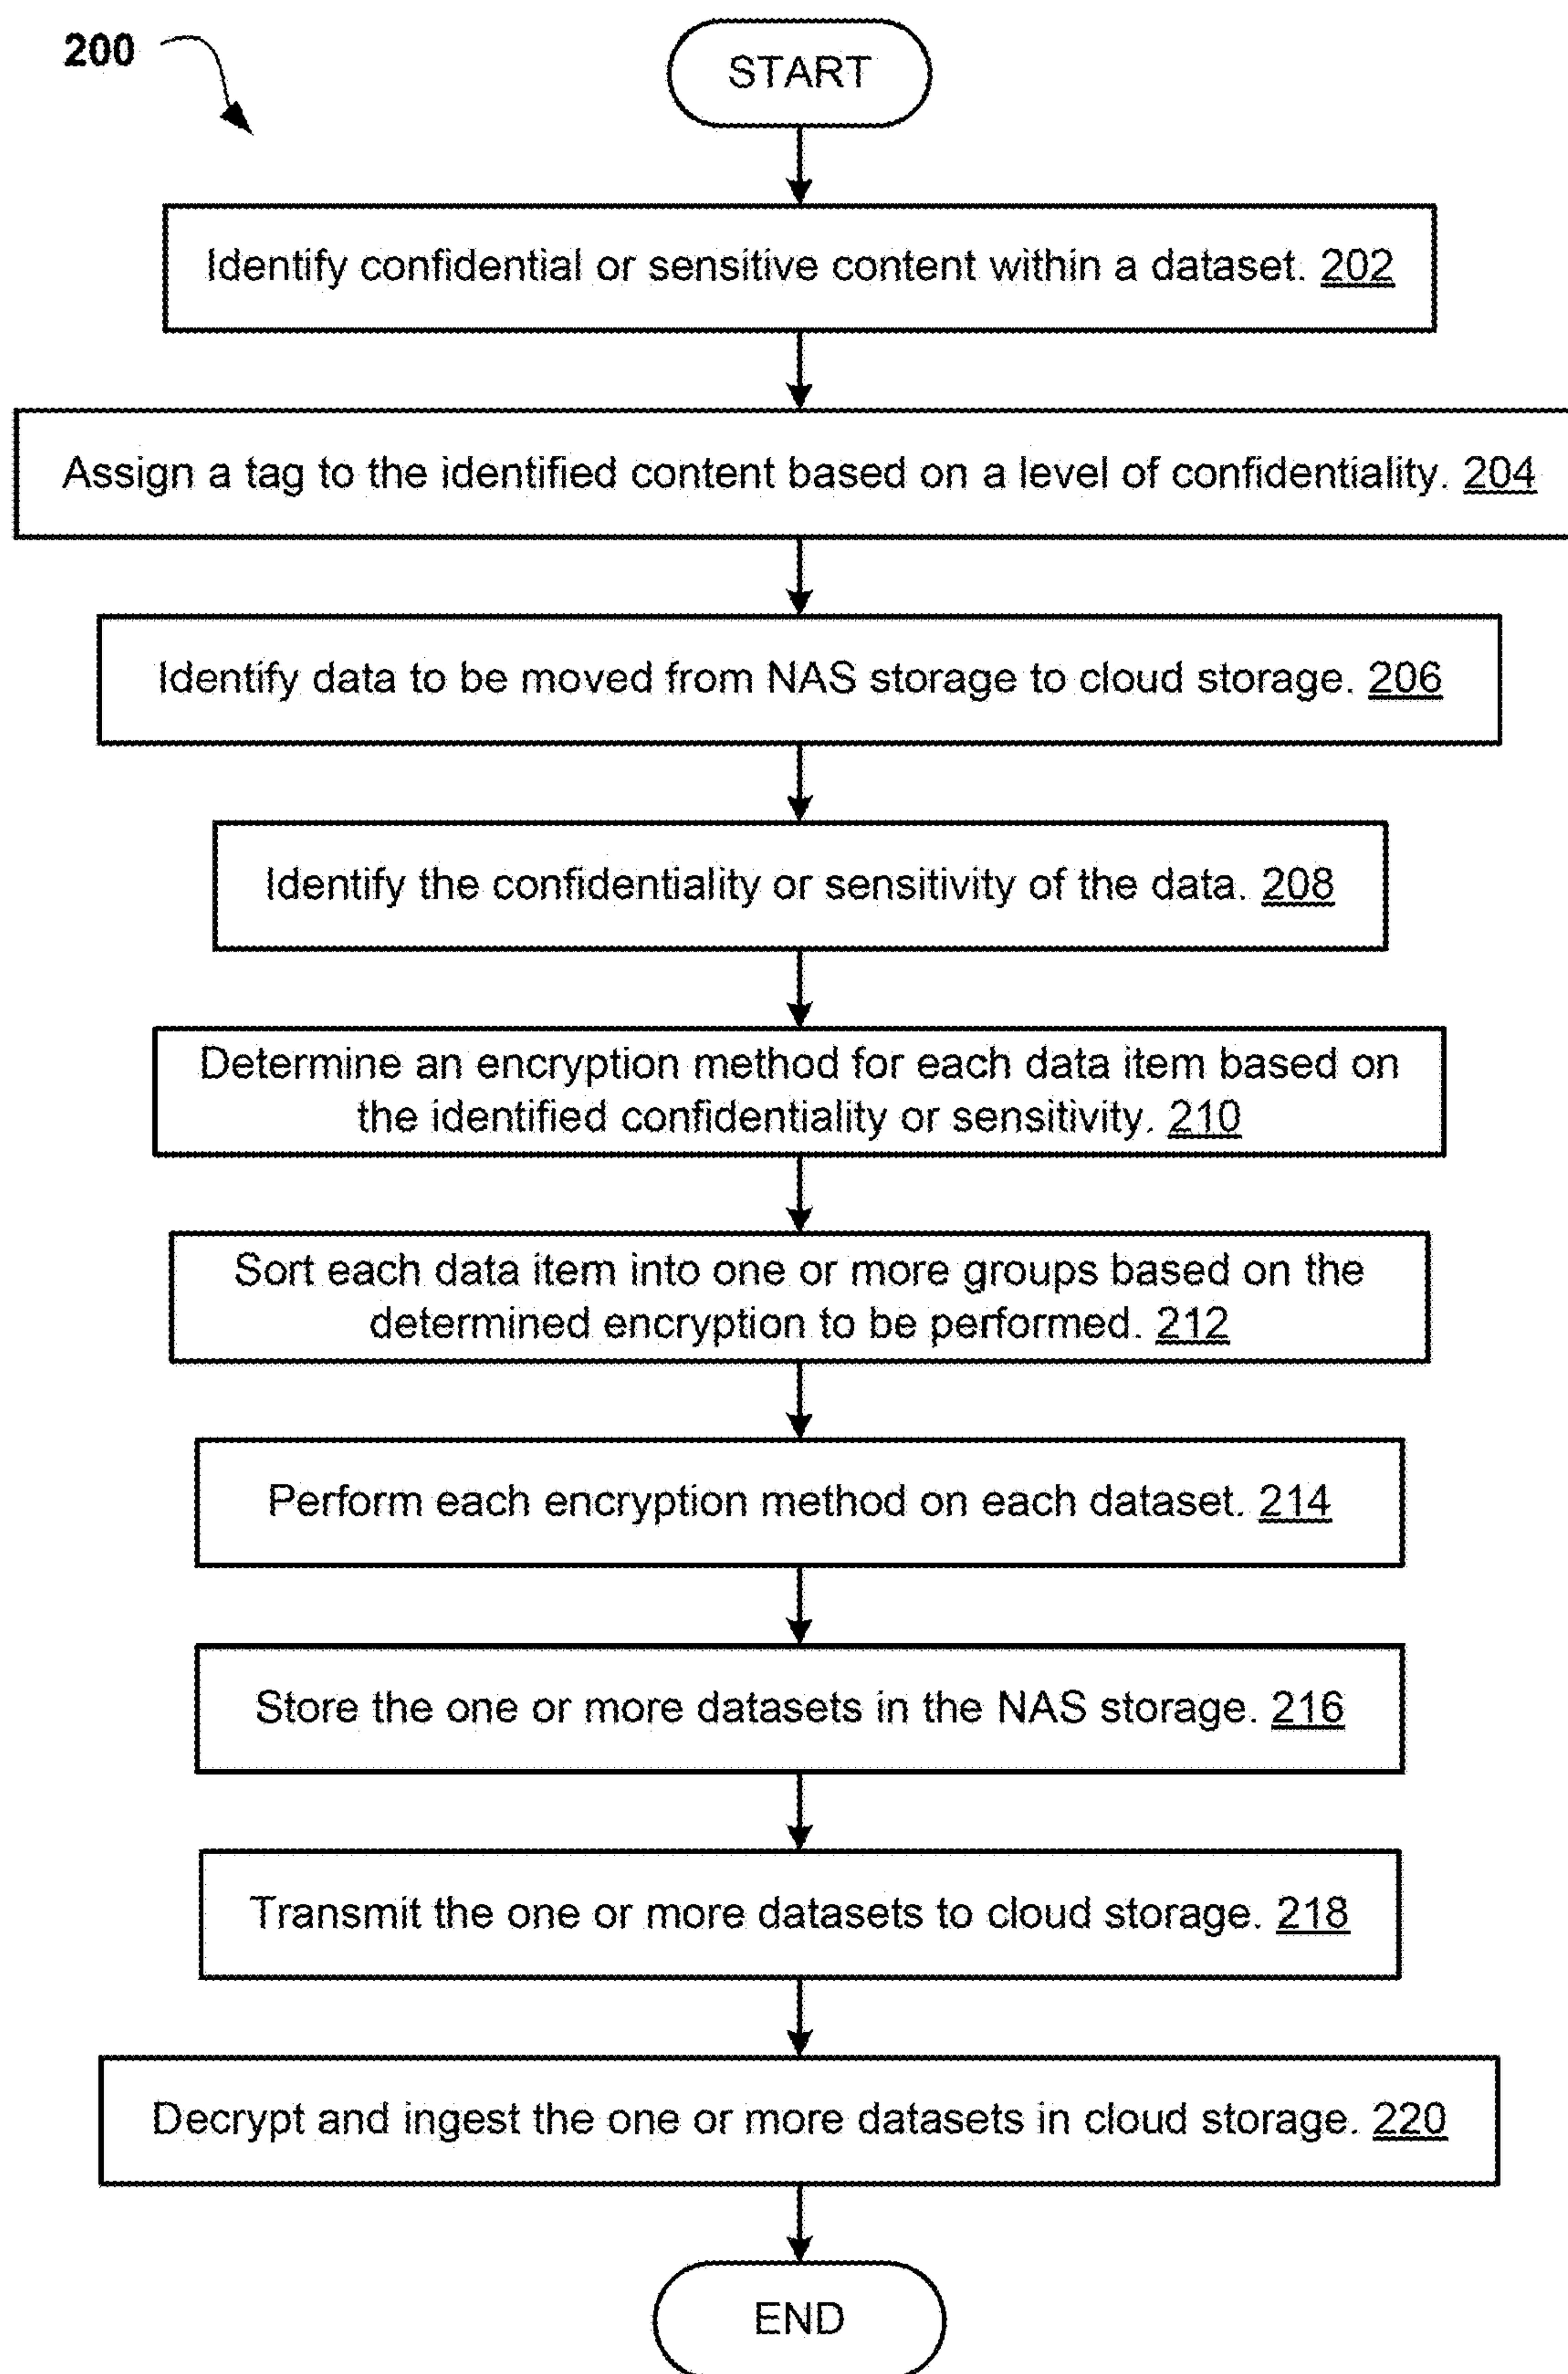 200
START
Identify confidential or sensitive content within a dataset. 202
Assign a tag to the identified content based on a level of confidentiality. 204
Identify data to be moved from NAS storage to cloud storage. 206
Identify the confidentiality or sensitivity of the data. 208
Determine an encryption method for each data item based on
the identified confidentiality or sensitivity. 210
Sort each data item into one or more groups based on the
determined encryption to be performed. 212
Perform each encryption method on each dataset. 214
Store the one or more datasets in the NAS storage. 216
Transmit the one or more datasets to cloud storage. 218
Decrypt and ingest the one or more datasets in cloud storage. 220
END